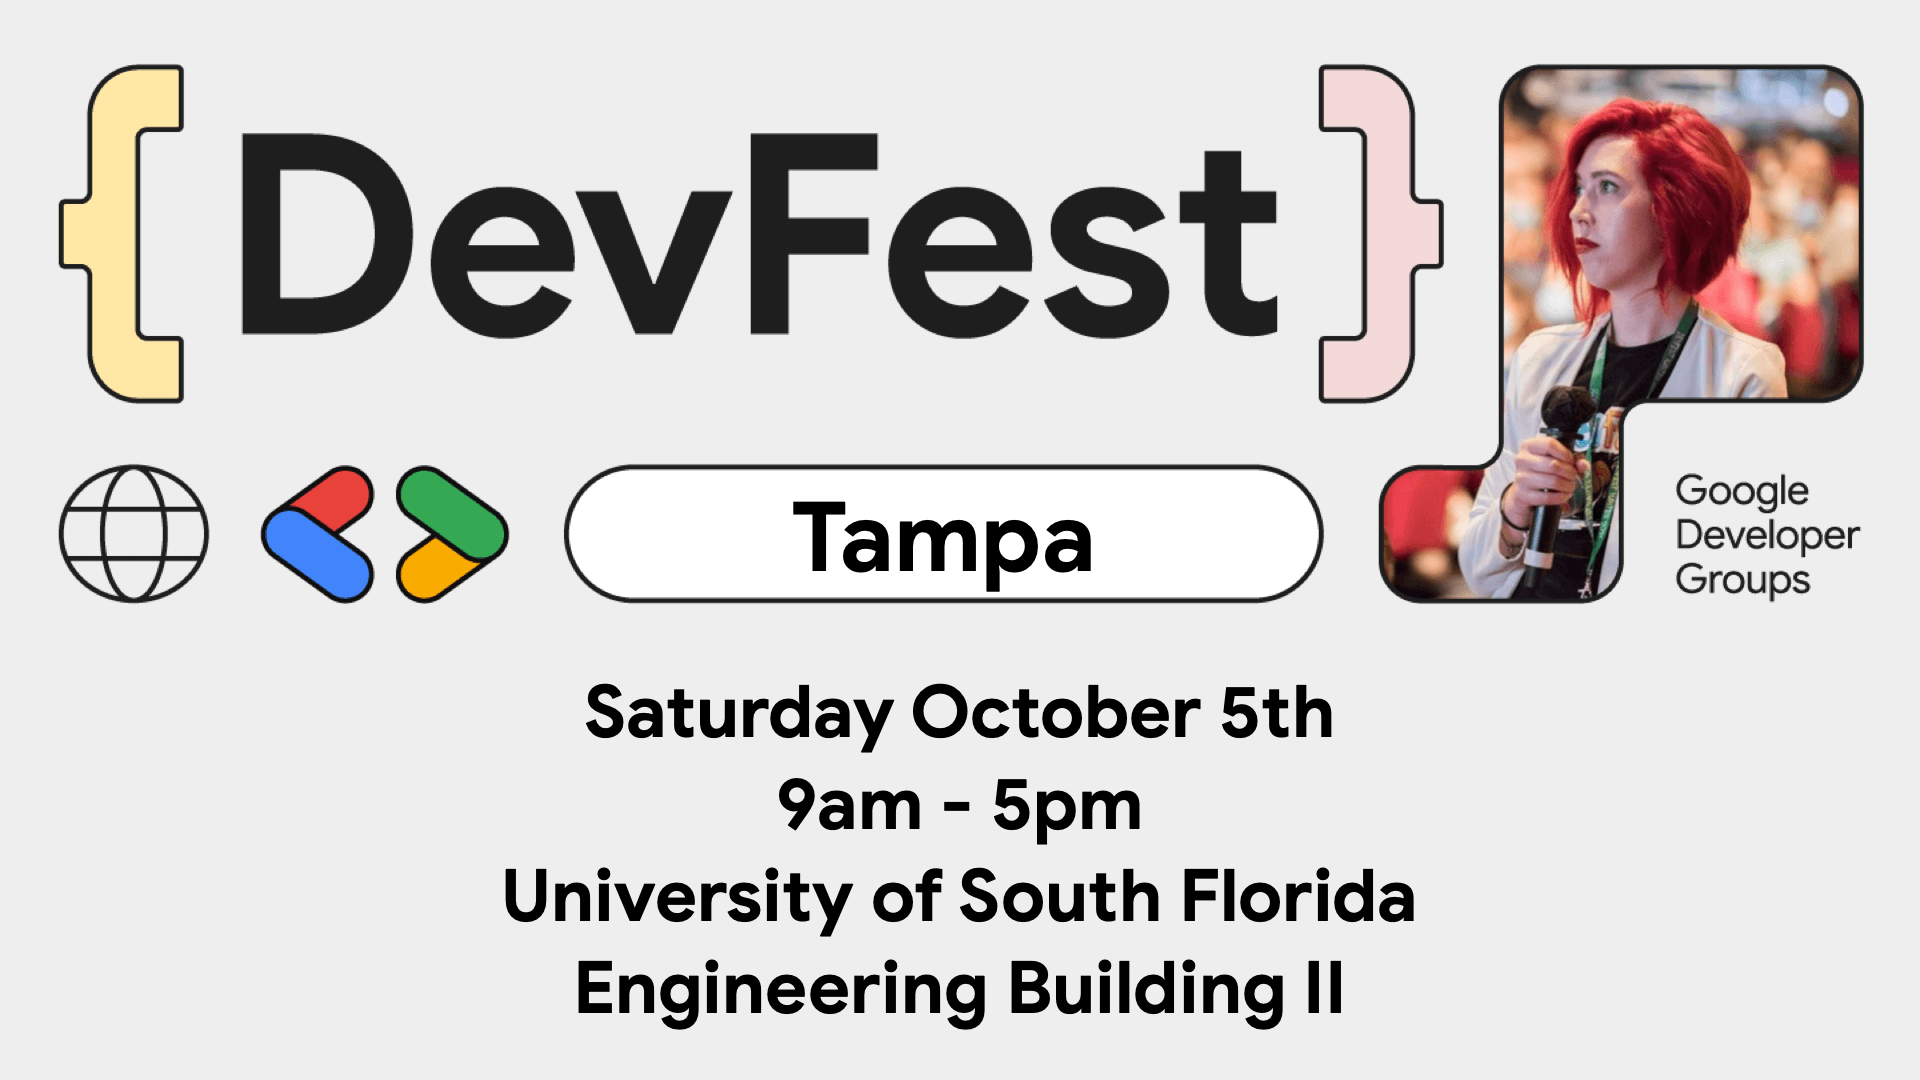 { DevFest }
Tampa
Google
Developer
Groups
Saturday October 5th
9am - 5pm
University of South Florida
Engineering Building II